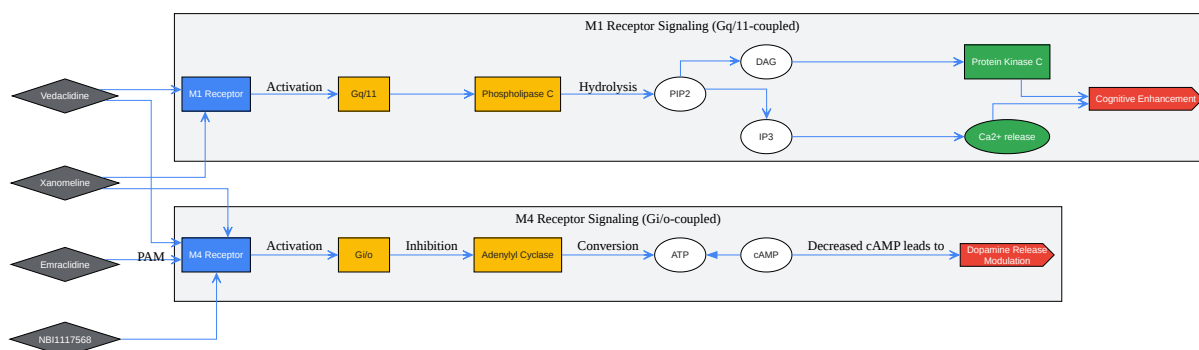 M1 Receptor Signaling (Gq/11-coupled)
DAG
Protein Kinase C
Vedaclidine
M1 Receptor
Activation
Gq/11
Phospholipase C
Hydrolysis
PIP2
Cognitive Enhancement
IP3
Ca2+ release
Xanomeline
M4 Receptor Signaling (Gi/o-coupled)
Emraclidine
PAM
M4 Receptor
Activation
Gi/o
Inhibition
Adenylyl Cyclase
Conversion
ATP
cAMP
Decreased cAMP leads to
Dopamine Release
Modulation
NBI1117568